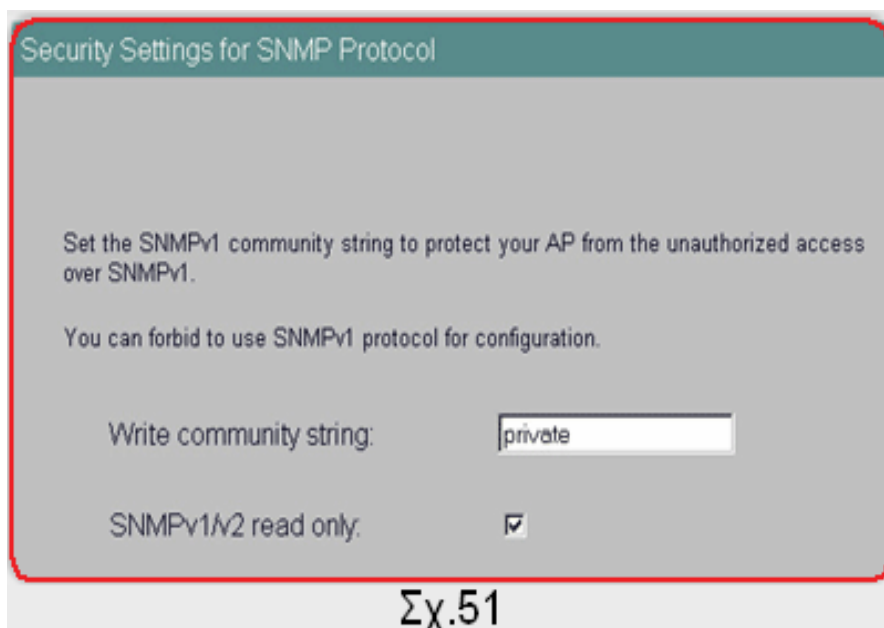 Security Settings for SNMP Protocol
Set the SNMPv1 community string to protect your AP from the unauthorized access
over SNMPv1.
You can forbid to use SNMPv1 protocol for configuration.
Write community string: private
SNMPv1/v2 read only:
Σχ.51